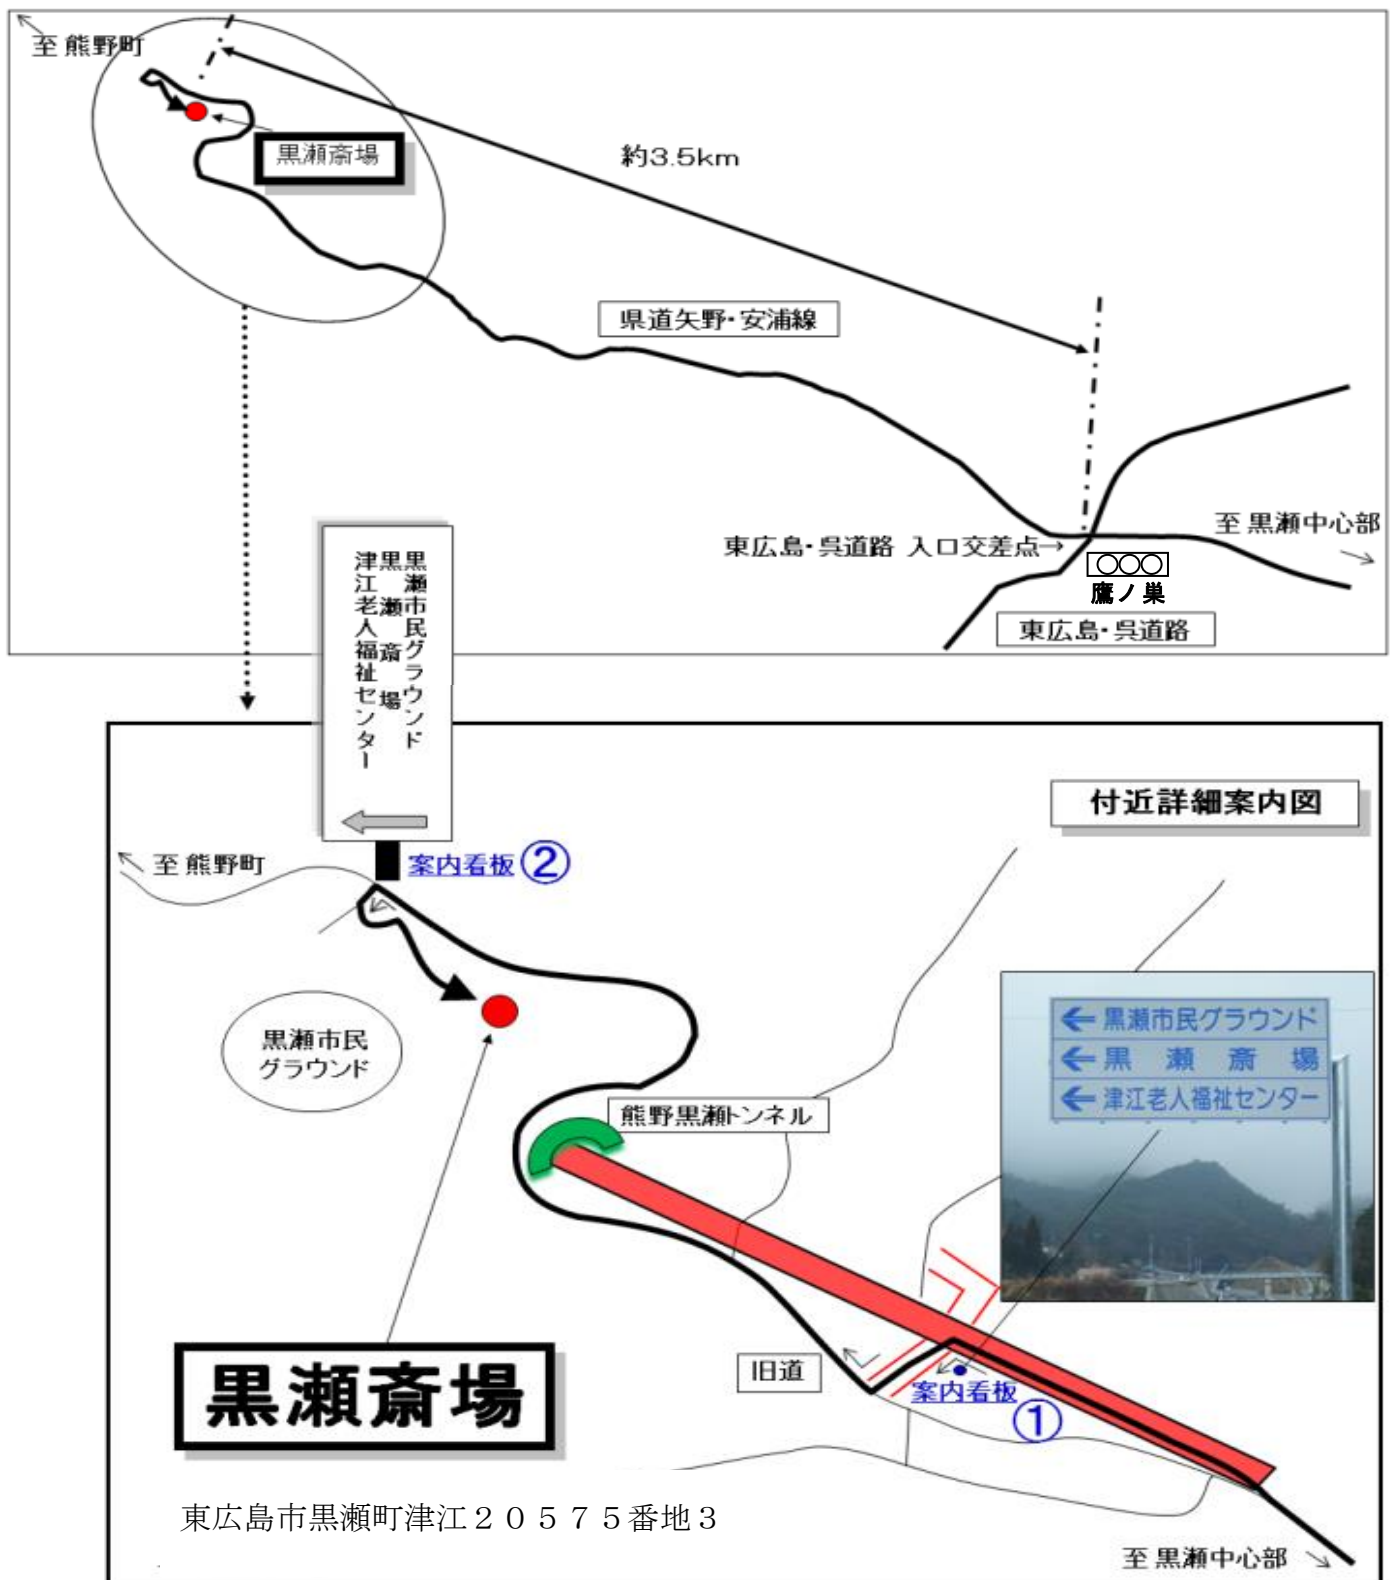 至 熊野町
黒瀬斎場
約3.5km
県道矢野・安浦線
至 黒瀬中心部
東広島・呉道路 入口交差点→
鷹ノ巣
東広島・呉道路
黒瀬市民グラウンド
黒瀬斎場
津江老人福祉センター
付近詳細案内図
至 熊野町
案内看板 ②
黒瀬市民
グラウンド
←黒瀬市民グラウンド
←黒瀬斎場
←津江老人福祉センター
熊野黒瀬トンネル
旧道
案内看板
①
黒瀬斎場
東広島市黒瀬町津江20575番地3
至 黒瀬中心部